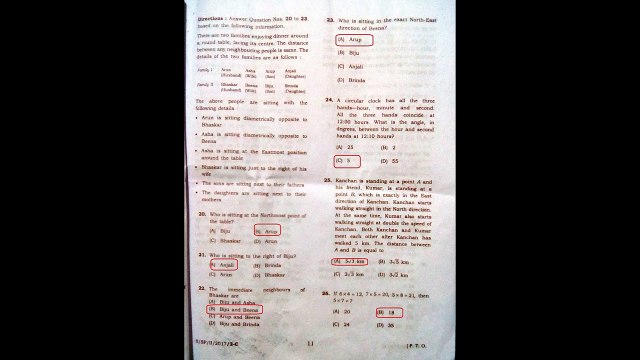 Directions : Answer Question Nos. 20 to 23
based on the following information.
There are two families enjoying dinner around
a round table, facing its centre. The distance
between any neighbouring people is same. The
details of the two families are as follows :
Family 1 Arun Asha Arup Anjali
(Husband) (Wife) (Son) (Daughter)
Family 2 Bhaskar Beena Biju Brinda
(Husband) (Wife) (Son) (Daughter)
The above people are sitting with the
following details
• Arun is sitting diametrically opposite to
Bhaskar
• Asha is sitting diametrically opposite to
Beena
• Asha is sitting at the Eastmost position
around the table
• Bhaskar is sitting just to the right of his
wife
• The sons are sitting next to their fathers
• The daughters are sitting next to their
mothers
20. Who is sitting at the Northmost point of
the table?
(A) Biju (B) Arup
(C) Bhaskar (D) Arun
21. Who is sitting to the right of Biju?
(A) Anjali (B) Brinda
(C) Arun (D) Bhaskar
22. The immediate neighbours of
Bhaskar are
(A) Biju and Asha
(B) Biju and Beena
(C) Arup and Beena
(D) Biju and Brinda
/SP/II/2017/8-C
23. Who is sitting in the exact North-East
direction of Beena?
(A) Arup
(B) Biju
(C) Anjali
(D) Brinda
24. A circular clock has all the three
hands—hour, minute and second.
All the three hands coincide at
12:00 hours. What is the angle, in
degrees, between the hour and second
hands at 12:10 hours?
(A) 25 (B) 2
(C) 5 (D) 55
25. Kanchan is standing at a point A and
his friend, Kumar, is standing at a
point B, which is exactly in the East
direction of Kanchan. Kanchan starts
walking straight in the North direction.
At the same time, Kumar also starts
walking straight at double the speed of
Kanchan. Both Kanchan and Kumar
meet each other after Kanchan has
walked 5 km. The distance between
A and B is equal to
(A) 5√3 km (B) 3√5 km
(C) 2√3 km (D) 3√2 km
26. If 6×4=12, 7×5=20, 3×8=21, then
5×7=?
(A) 20 (B) 18
(C) 24 (D) 35
11
[ P. T. O.